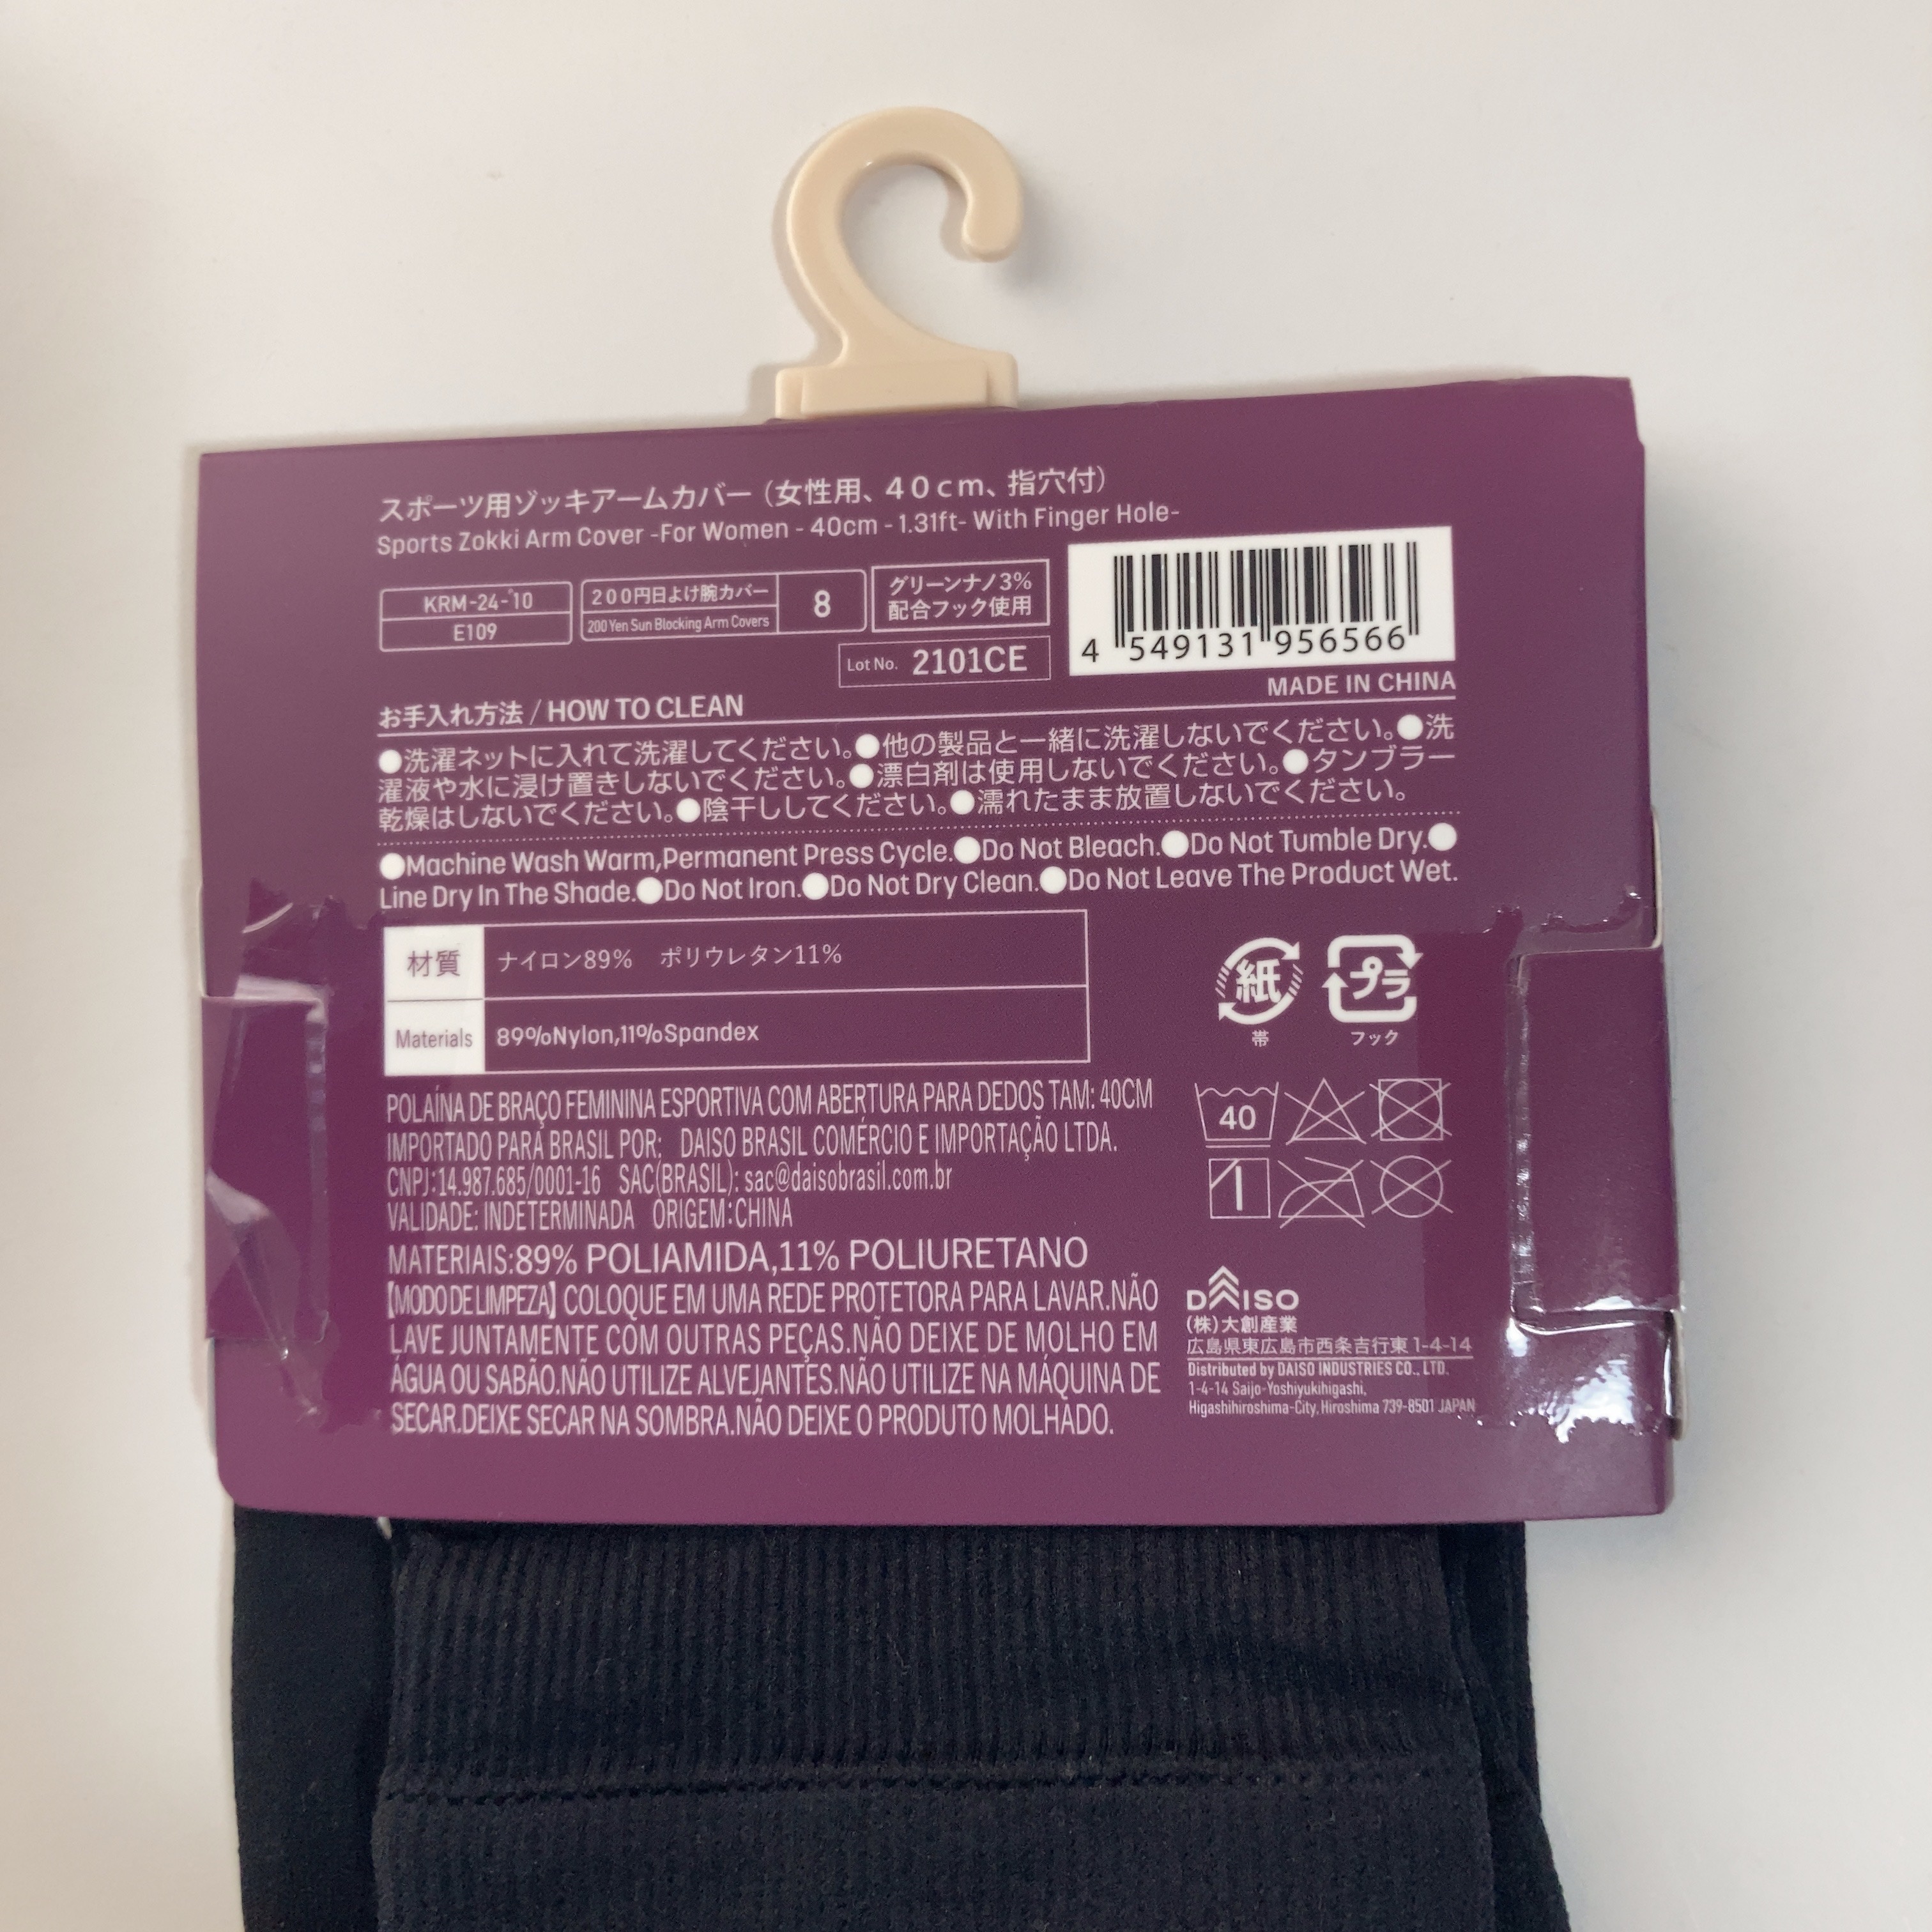 スポーツ用ゾッキアームカバー（女性用、４０ｃｍ、指穴付）
Sports Zokki Arm Cover -For Women - 40cm - 1.31ft- With Finger Hole-
KRM-24-˚10
E109
２００円日よけ腕カバー
200 Yen Sun Blocking Arm Covers
8
グリーンナノ3%
配合フック使用
Lot No. 2101CE
4 549131 956566
MADE IN CHINA
お手入れ方法 / HOW TO CLEAN
●洗濯ネットに入れて洗濯してください。●他の製品と一緒に洗濯しないでください。●洗
濯液や水に浸け置きしないでください。●漂白剤は使用しないでください。●タンブラー
乾燥はしないでください。●陰干ししてください。●濡れたまま放置しないでください。
●Machine Wash Warm,Permanent Press Cycle.●Do Not Bleach.●Do Not Tumble Dry.●
Line Dry In The Shade.●Do Not Iron.●Do Not Dry Clean.●Do Not Leave The Product Wet.
材質 ナイロン89% ポリウレタン11%
Materials 89%Nylon,11%Spandex
紙 プラ
帯 フック
POLAÍNA DE BRAÇO FEMININA ESPORTIVA COM ABERTURA PARA DEDOS TAM: 40CM
IMPORTADO PARA BRASIL POR: DAISO BRASIL COMÉRCIO E IMPORTAÇÃO LTDA.
CNPJ:14.987.685/0001-16 SAC(BRASIL): sac@daisobrasil.com.br
VALIDADE: INDETERMINADA ORIGEM:CHINA
MATERIAIS:89% POLIAMIDA,11% POLIURETANO
【MODO DE LIMPEZA】COLOQUE EM UMA REDE PROTETORA PARA LAVAR.NÃO
LAVE JUNTAMENTE COM OUTRAS PEÇAS.NÃO DEIXE DE MOLHO EM
ÁGUA OU SABÃO.NÃO UTILIZE ALVEJANTES.NÃO UTILIZE NA MÁQUINA DE
SECAR.DEIXE SECAR NA SOMBRA.NÃO DEIXE O PRODUTO MOLHADO.
40
DAISO
(株)大創産業
広島県東広島市西条吉行東 1-4-14
Distributed by DAISO INDUSTRIES CO., LTD.
1-4-14 Saijo-Yoshiyukihigashi,
Higashihiroshima-City, Hiroshima 739-8501 JAPAN